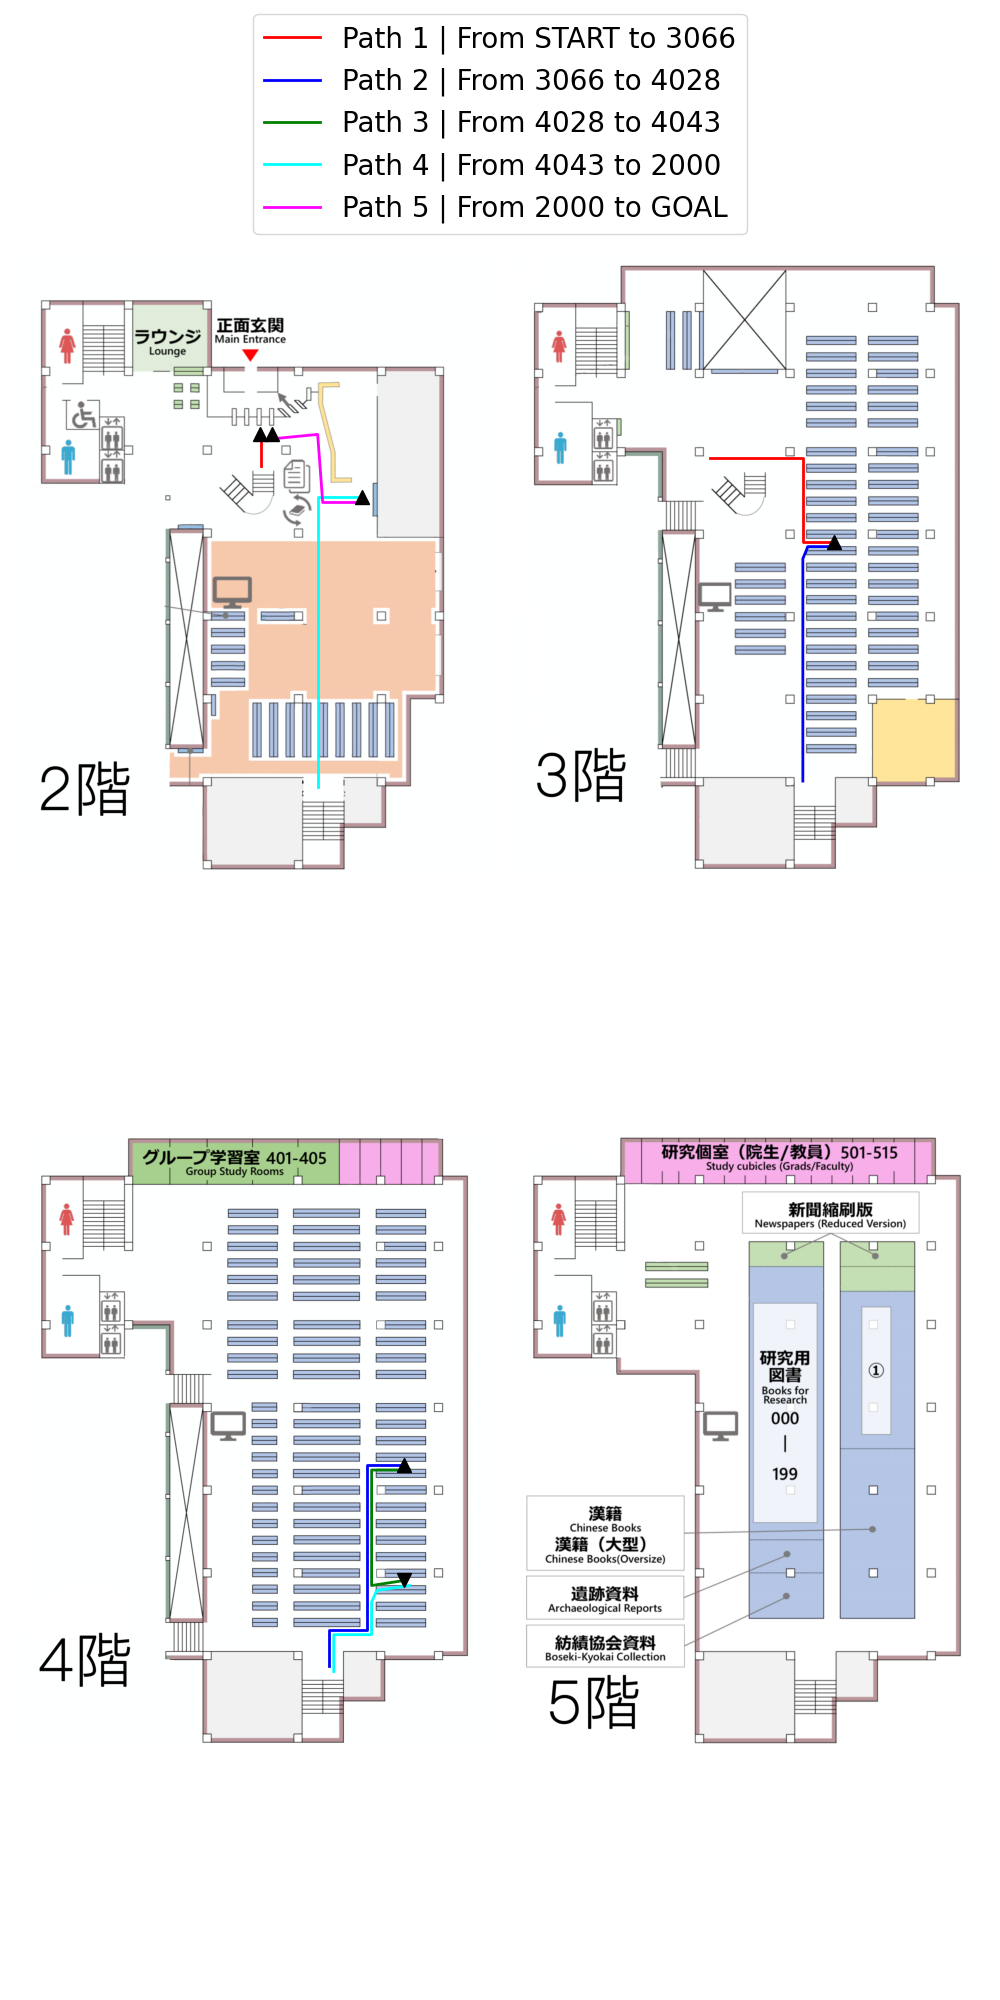 Path 1 | From START to 3066
Path 2 | From 3066 to 4028
Path 3 | From 4028 to 4043
Path 4 | From 4043 to 2000
Path 5 | From 2000 to GOAL
ラウンジ
Lounge
正面玄関
Main Entrance
2階
3階
グループ学習室 401-405
Group Study Rooms
4階
研究個室（院生/教員）501-515
Study cubicles (Grads/Faculty)
新聞縮刷版
Newspapers (Reduced Version)
研究用
図書
Books for
Research
000
|
199
①
漢籍
Chinese Books
漢籍（大型）
Chinese Books(Oversize)
遺跡資料
Archaeological Reports
紡績協会資料
Boseki-Kyokai Collection
5階